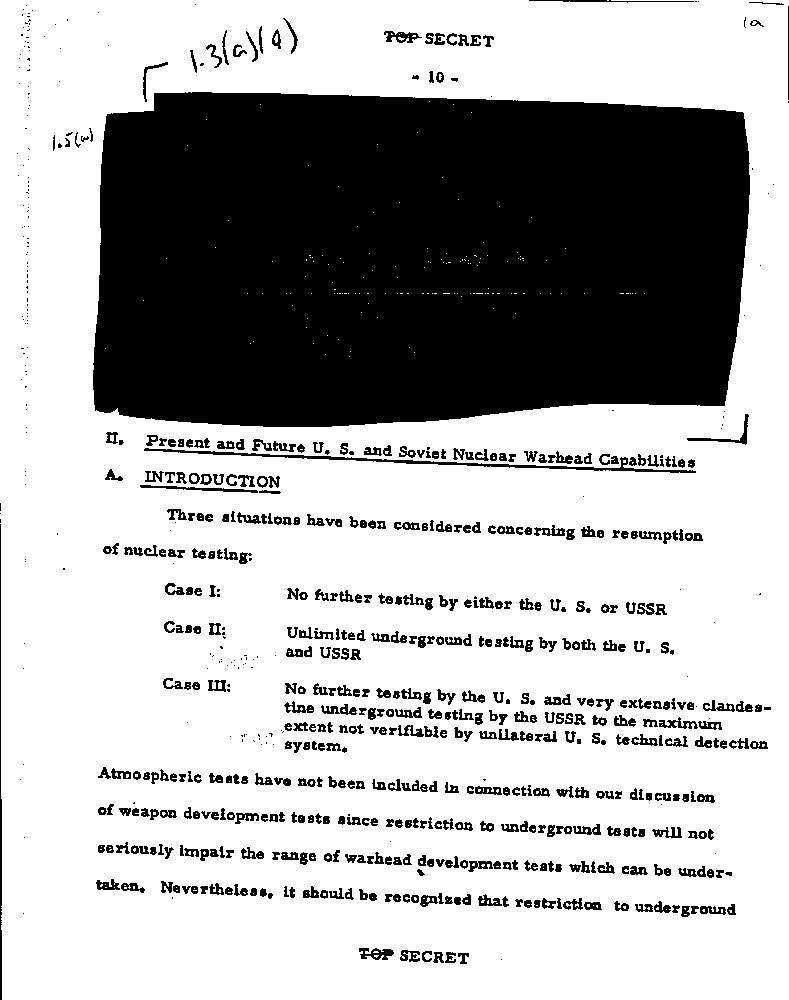 1a
TOP SECRET
1.3(a)(4)
- 10 -
1.5(a)
II. Present and Future U. S. and Soviet Nuclear Warhead Capabilities
A. INTRODUCTION
Three situations have been considered concerning the resumption
of nuclear testing:
Case I: No further testing by either the U. S. or USSR
Case II: Unlimited underground testing by both the U. S.
and USSR
Case III: No further testing by the U. S. and very extensive clandes-
tine underground testing by the USSR to the maximum
extent not verifiable by unilateral U. S. technical detection
system.
Atmospheric tests have not been included in connection with our discussion
of weapon development tests since restriction to underground tests will not
seriously impair the range of warhead development tests which can be under-
taken. Nevertheless, it should be recognized that restriction to underground
TOP SECRET